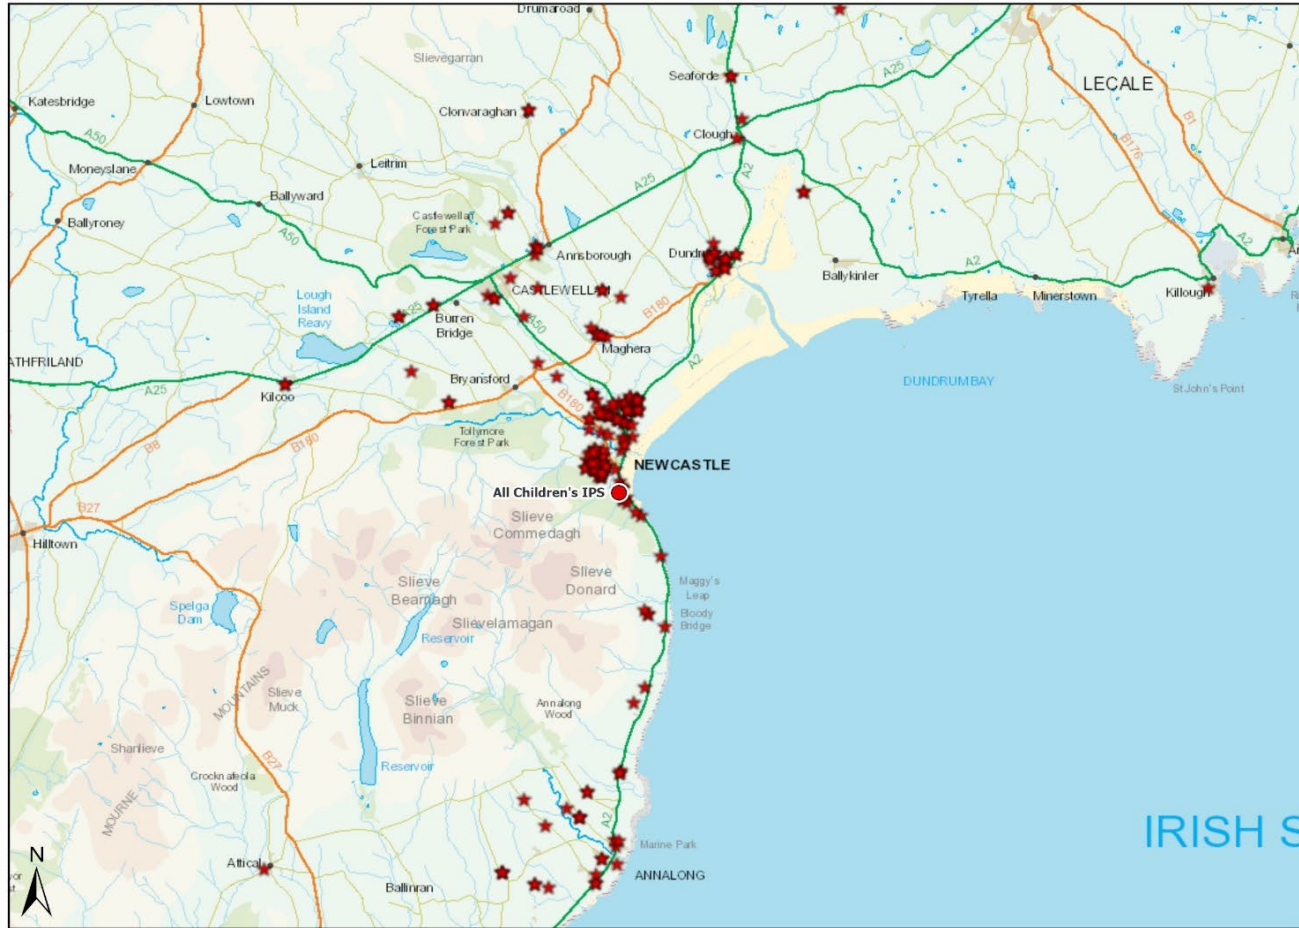 Drumaroad
Slievegarran
A25
Seaforde
LECALE
Katesbridge
Lowtown
Clonvaraghan
B1
A50
Clough
B176
Moneyslane
Leitrim
A25
A2
Ballyward
Castlewellan
Forest Park
Ballyroney
A50
Annsborough
A2
Ballykinler
A2
CASTLEWELLAN
Tyrella
Minerstown
Killough
Lough
Island
Reavy
A25
B180
Burren
Bridge
A50
Maghera
A2
Bryansford
DUNDRUM BAY
St John's Point
A25
Kilcoo
B180
B8
B180
Tollymore
Forest Park
NEWCASTLE
All Children's IPS
B27
Slieve
Commedagh
Hilltown
Slieve
Donard
Slieve
Bearnagh
Maggy's
Leap
Spelga
Dam
Bloody
Bridge
Slievelamagan
Reservoir
MOUNTAINS
Slieve
Muck
Slieve
Binnian
Annalong
Wood
Shanlieve
B27
Reservoir
Crocknafeola
Wood
MOURNE
A2
IRISH S
Marine Park
N
Attical
Ballinran
ANNALONG